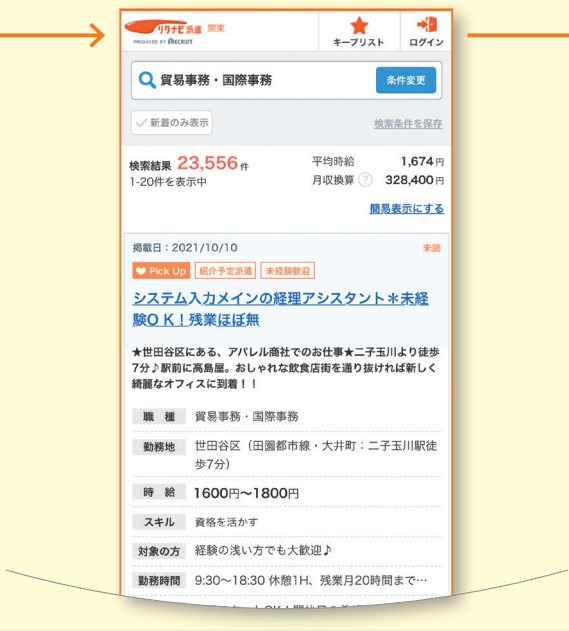 リクナビ派遣 関東
PRODUCED BY RECRUIT
キープリスト
ログイン
貿易事務・国際事務
条件変更
新着のみ表示
検索条件を保存
検索結果 23,556 件
平均時給 1,674 円
1-20件を表示中
月収換算 ? 328,400 円
簡易表示にする
掲載日：2021/10/10
未読
Pick Up 紹介予定派遣 未経験歓迎
システム入力メインの経理アシスタント＊未経
験ＯＫ！残業ほぼ無
★世田谷区にある、アパレル商社でのお仕事★二子玉川より徒歩
7分♪駅前に高島屋。おしゃれな飲食店街を通り抜ければ新しく
綺麗なオフィスに到着！！
職種 貿易事務・国際事務
勤務地 世田谷区（田園都市線・大井町：二子玉川駅徒
歩7分）
時給 1600円〜1800円
スキル 資格を活かす
対象の方 経験の浅い方でも大歓迎♪
勤務時間 9:30〜18:30 休憩1H、残業月20時間まで…